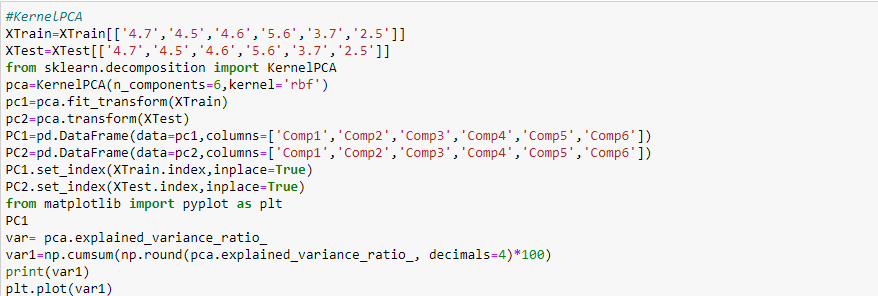 #KernelPCA
XTrain=XTrain[['4.7','4.5','4.6','5.6','3.7','2.5']]
XTest=XTest[['4.7','4.5','4.6','5.6','3.7','2.5']]
from sklearn.decomposition import KernelPCA
pca=KernelPCA(n_components=6,kernel='rbf')
pc1=pca.fit_transform(XTrain)
pc2=pca.transform(XTest)
PC1=pd.DataFrame(data=pc1,columns=['Comp1','Comp2','Comp3','Comp4','Comp5','Comp6'])
PC2=pd.DataFrame(data=pc2,columns=['Comp1','Comp2','Comp3','Comp4','Comp5','Comp6'])
PC1.set_index(XTrain.index,inplace=True)
PC2.set_index(XTest.index,inplace=True)
from matplotlib import pyplot as plt
PC1
var= pca.explained_variance_ratio_
var1=np.cumsum(np.round(pca.explained_variance_ratio_, decimals=4)*100)
print(var1)
plt.plot(var1)